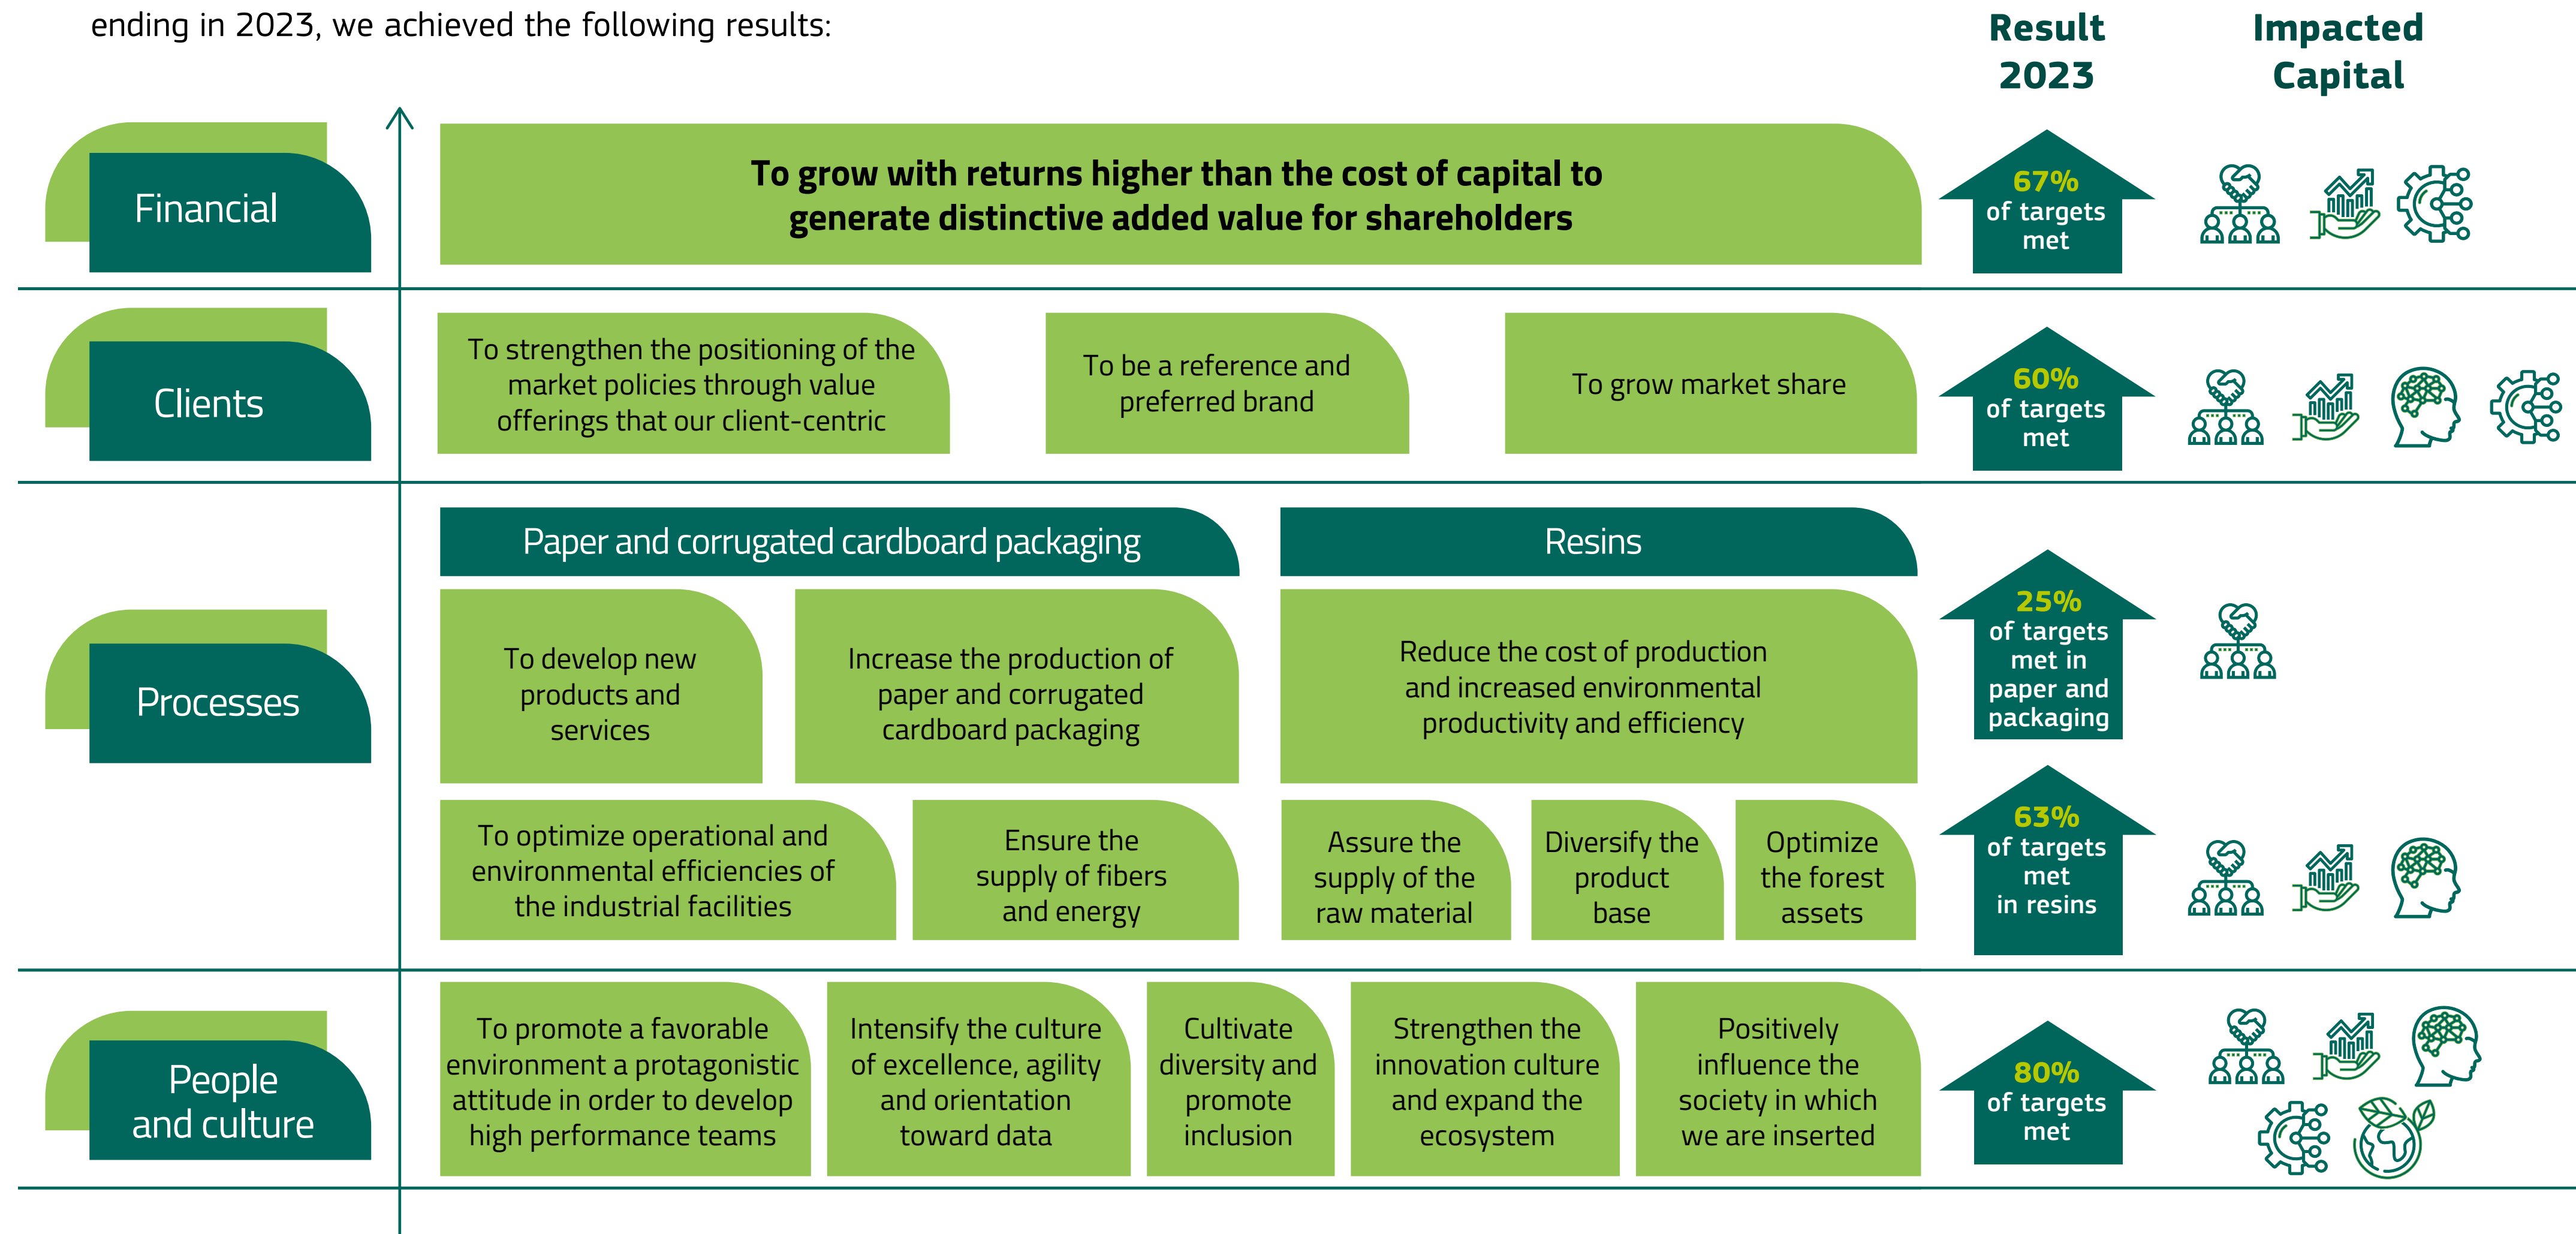 ending in 2023, we achieved the following results:
Result
2023
Impacted
Capital
Financial
To grow with returns higher than the cost of capital to
generate distinctive added value for shareholders
67%
of targets
met
Clients
To strengthen the positioning of the
market policies through value
offerings that our client-centric
To be a reference and
preferred brand
To grow market share
60%
of targets
met
Processes
Paper and corrugated cardboard packaging
To develop new
products and
services
Increase the production of
paper and corrugated
cardboard packaging
To optimize operational and
environmental efficiencies of
the industrial facilities
Ensure the
supply of fibers
and energy
Resins
Reduce the cost of production
and increased environmental
productivity and efficiency
Assure the
supply of the
raw material
Diversify the
product
base
Optimize
the forest
assets
25%
of targets
met in
paper and
packaging
63%
of targets
met
in resins
People
and culture
To promote a favorable
environment a protagonistic
attitude in order to develop
high performance teams
Intensify the culture
of excellence, agility
and orientation
toward data
Cultivate
diversity and
promote
inclusion
Strengthen the
innovation culture
and expand the
ecosystem
Positively
influence the
society in which
we are inserted
80%
of targets
met